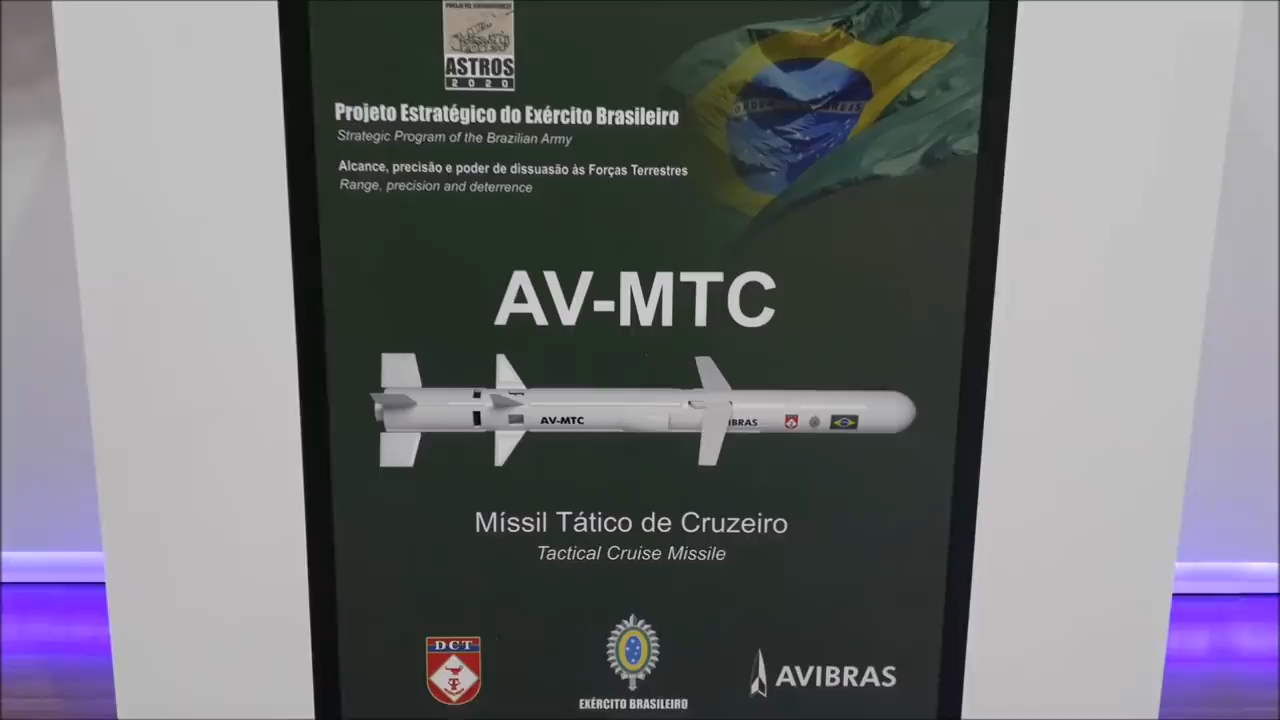 ASTROS
2020
Projeto Estratégico do Exército Brasileiro
Strategic Program of the Brazilian Army
Alcance, precisão e poder de dissuasão às Forças Terrestres
Range, precision and deterrence
AV-MTC
AV-MTC
IBRAS
Míssil Tático de Cruzeiro
Tactical Cruise Missile
DCT
EXÉRCITO BRASILEIRO
AVIBRAS